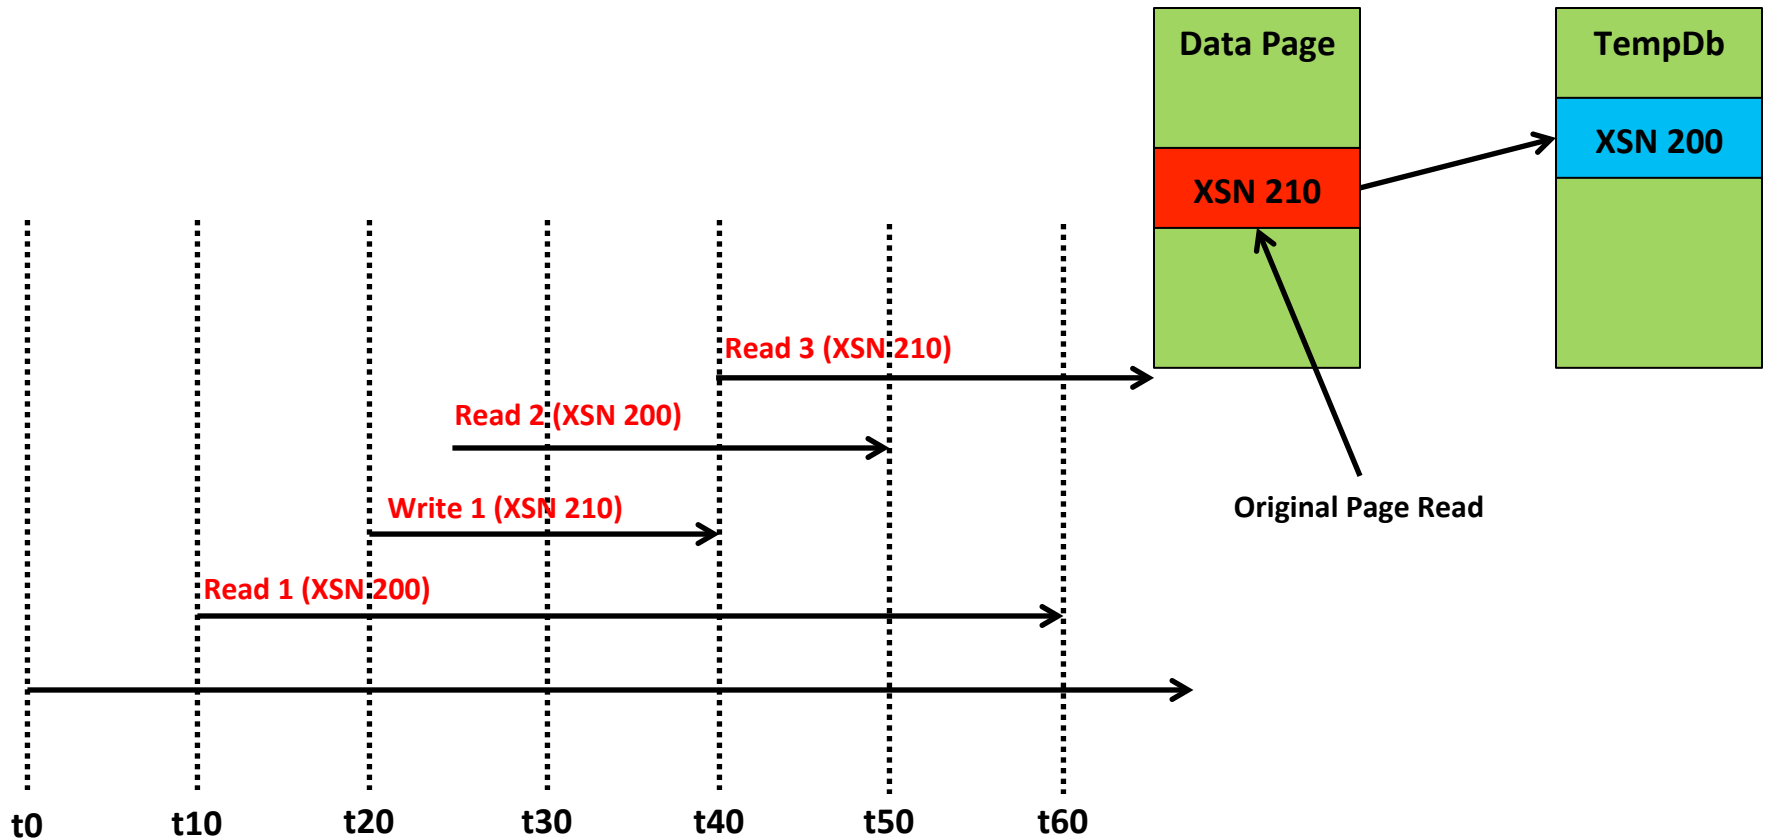 Data Page
TempDb
XSN 200
XSN 210
Read 3 (XSN 210)
Read 2 (XSN 200)
Write 1 (XSN 210)
Original Page Read
Read 1 (XSN 200)
t0
t10
t20
t30
t40
t50
t60